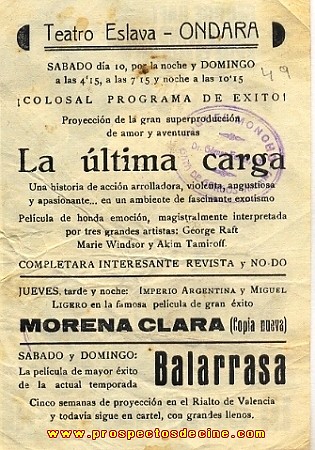 Teatro Eslava - ONDARA
SABADO día 10, por la noche y DOMINGO
a las 4'15, a las 7'15 y noche a las 10'15
49
¡COLOSAL PROGRAMA DE EXITO!
Proyección de la gran superproducción
de amor y aventuras
La última carga
Una historia de acción arrolladora, violenta, angustiosa
y apasionante... en un ambiente de fascinante exotismo
Película de honda emoción, magistralmente interpretada
por tres grandes artistas: George Raft
Marie Windsor y Akim Tamiroff.
COMPLETARA INTERESANTE REVISTA y NO-DO
JUEVES, tarde y noche: IMPERIO ARGENTINA y MIGUEL
LIGERO en la famosa película de gran éxito
MORENA CLARA (Copia nueva)
SABADO y DOMINGO:
La película de mayor éxito
de la actual temporada
Balarrasa
Cinco semanas de proyección en el Rialto de Valencia
y todavía sigue en cartel, con grandes llenos.
www.prospectosdecine.com